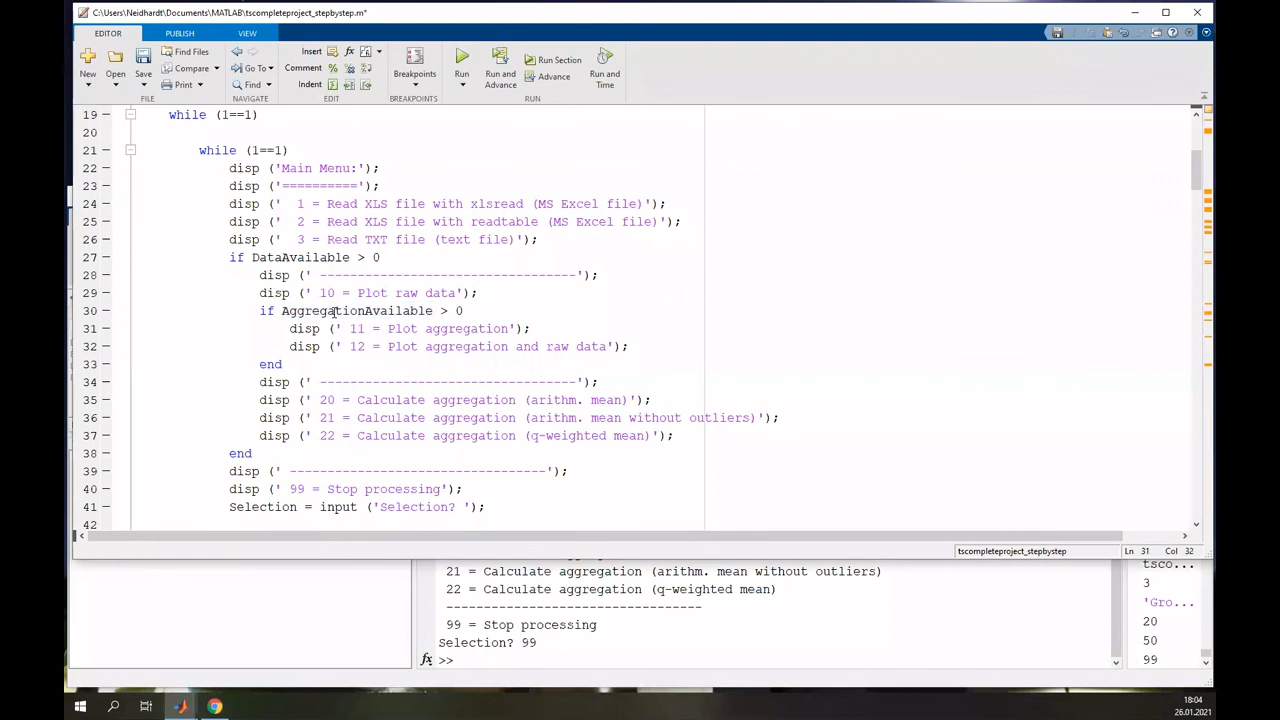 C:\Users\Neidhardt\Documents\MATLAB\tscompleteproject_stepbystep.m*
EDITOR PUBLISH VIEW
New Open Save Find Files Compare Print
Go To Find
Insert fx Comment % Indent
Breakpoints
Run Run and Advance Run Section Advance Run and Time
FILE NAVIGATE EDIT BREAKPOINTS RUN
19 while (1==1)
20
21 while (1==1)
22 disp ('Main Menu:');
23 disp ('==========');
24 disp ('  1 = Read XLS file with xlsread (MS Excel file)');
25 disp ('  2 = Read XLS file with readtable (MS Excel file)');
26 disp ('  3 = Read TXT file (text file)');
27 if DataAvailable > 0
28 disp (' ----------------------------------');
29 disp (' 10 = Plot raw data');
30 if AggregationAvailable > 0
31 disp (' 11 = Plot aggregation');
32 disp (' 12 = Plot aggregation and raw data');
33 end
34 disp (' ----------------------------------');
35 disp (' 20 = Calculate aggregation (arithm. mean)');
36 disp (' 21 = Calculate aggregation (arithm. mean without outliers)');
37 disp (' 22 = Calculate aggregation (q-weighted mean)');
38 end
39 disp (' ----------------------------------');
40 disp (' 99 = Stop processing');
41 Selection = input ('Selection? ');
42
tscompleteproject_stepbystep Ln 31 Col 32
21 = Calculate aggregation (arithm. mean without outliers)
22 = Calculate aggregation (q-weighted mean)
----------------------------------
99 = Stop processing
Selection? 99
fx >>
tsco...
3
'Gro...
20
50
99
18:04
26.01.2021